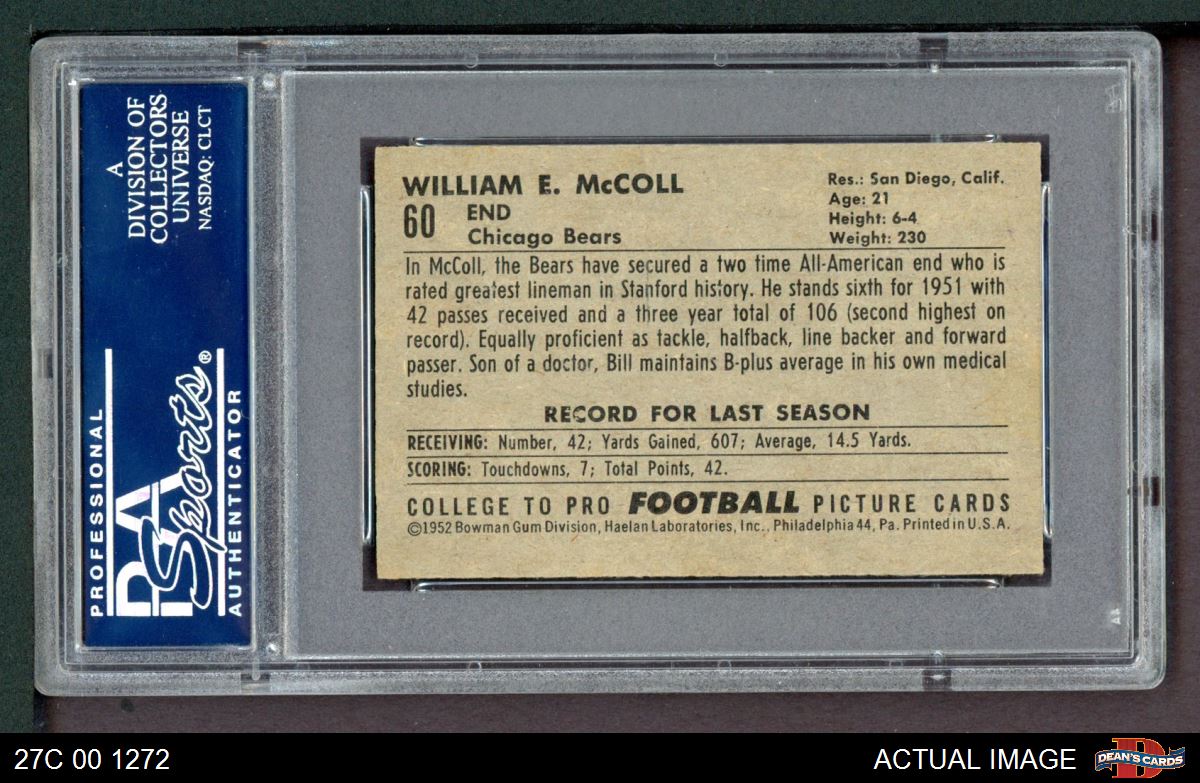 A
DIVISION OF
COLLECTORS
UNIVERSE
NASDAQ: CLCT
PROFESSIONAL
PSA
Sports®
AUTHENTICATOR
WILLIAM E. McCOLL
60
END
Chicago Bears
Res.: San Diego, Calif.
Age: 21
Height: 6-4
Weight: 230
In McColl, the Bears have secured a two time All-American end who is
rated greatest lineman in Stanford history. He stands sixth for 1951 with
42 passes received and a three year total of 106 (second highest on
record). Equally proficient as tackle, halfback, line backer and forward
passer. Son of a doctor, Bill maintains B-plus average in his own medical
studies.
RECORD FOR LAST SEASON
RECEIVING: Number, 42; Yards Gained, 607; Average, 14.5 Yards.
SCORING: Touchdowns, 7; Total Points, 42.
COLLEGE TO PRO FOOTBALL PICTURE CARDS
©1952 Bowman Gum Division, Haelan Laboratories, Inc., Philadelphia 44, Pa. Printed in U.S.A.
27C 00 1272
ACTUAL IMAGE
D
DEAN'S CARDS